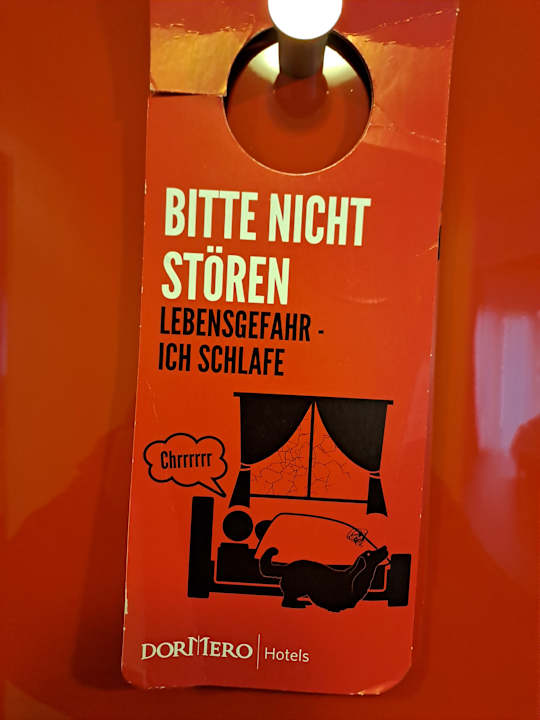 BITTE NICHT
STÖREN
LEBENSGEFAHR -
ICH SCHLAFE
Chrrrrrr
DORMERO Hotels